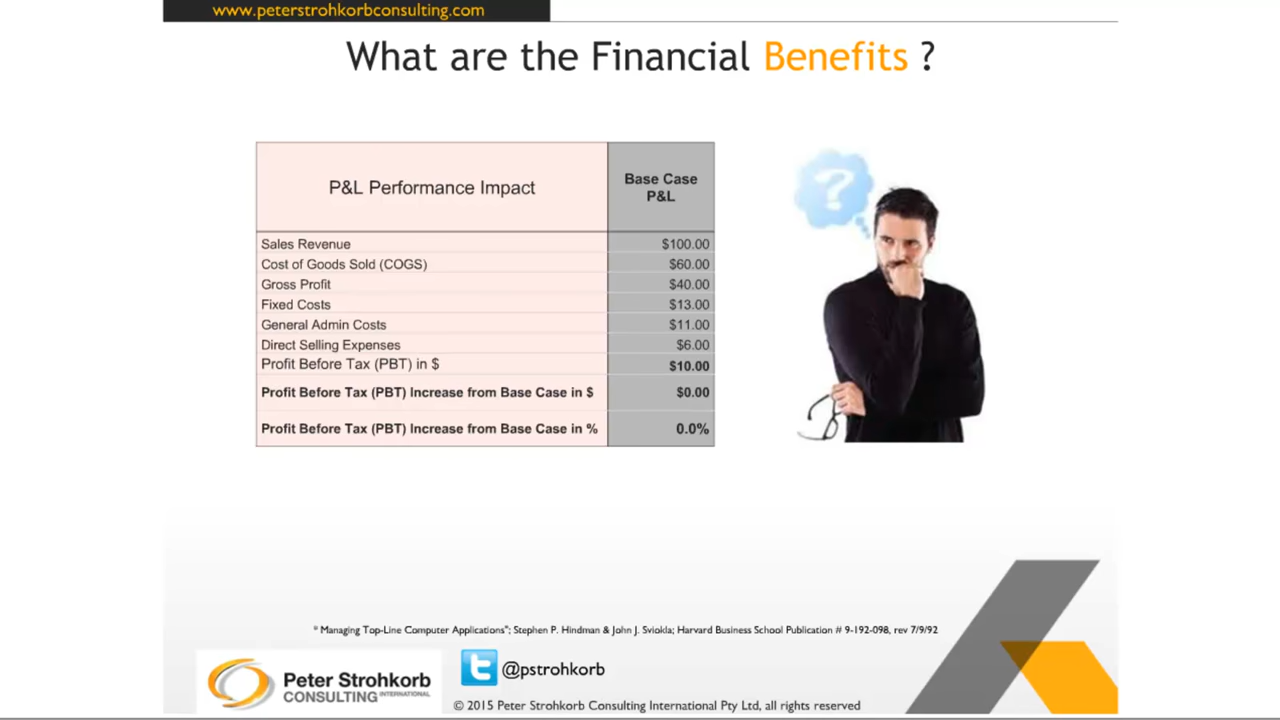 www.peterstrohkorbconsulting.com
What are the Financial Benefits ?
P&L Performance Impact
Base Case
P&L
Sales Revenue $100.00
Cost of Goods Sold (COGS) $60.00
Gross Profit $40.00
Fixed Costs $13.00
General Admin Costs $11.00
Direct Selling Expenses $6.00
Profit Before Tax (PBT) in $ $10.00
Profit Before Tax (PBT) Increase from Base Case in $ $0.00
Profit Before Tax (PBT) Increase from Base Case in % 0.0%
?
" Managing Top-Line Computer Applications"; Stephen P. Hindman & John J. Sviokla; Harvard Business School Publication # 9-192-098, rev 7/9/92
Peter Strohkorb
CONSULTING INTERNATIONAL
@pstrohkorb
© 2015 Peter Strohkorb Consulting International Pty Ltd, all rights reserved